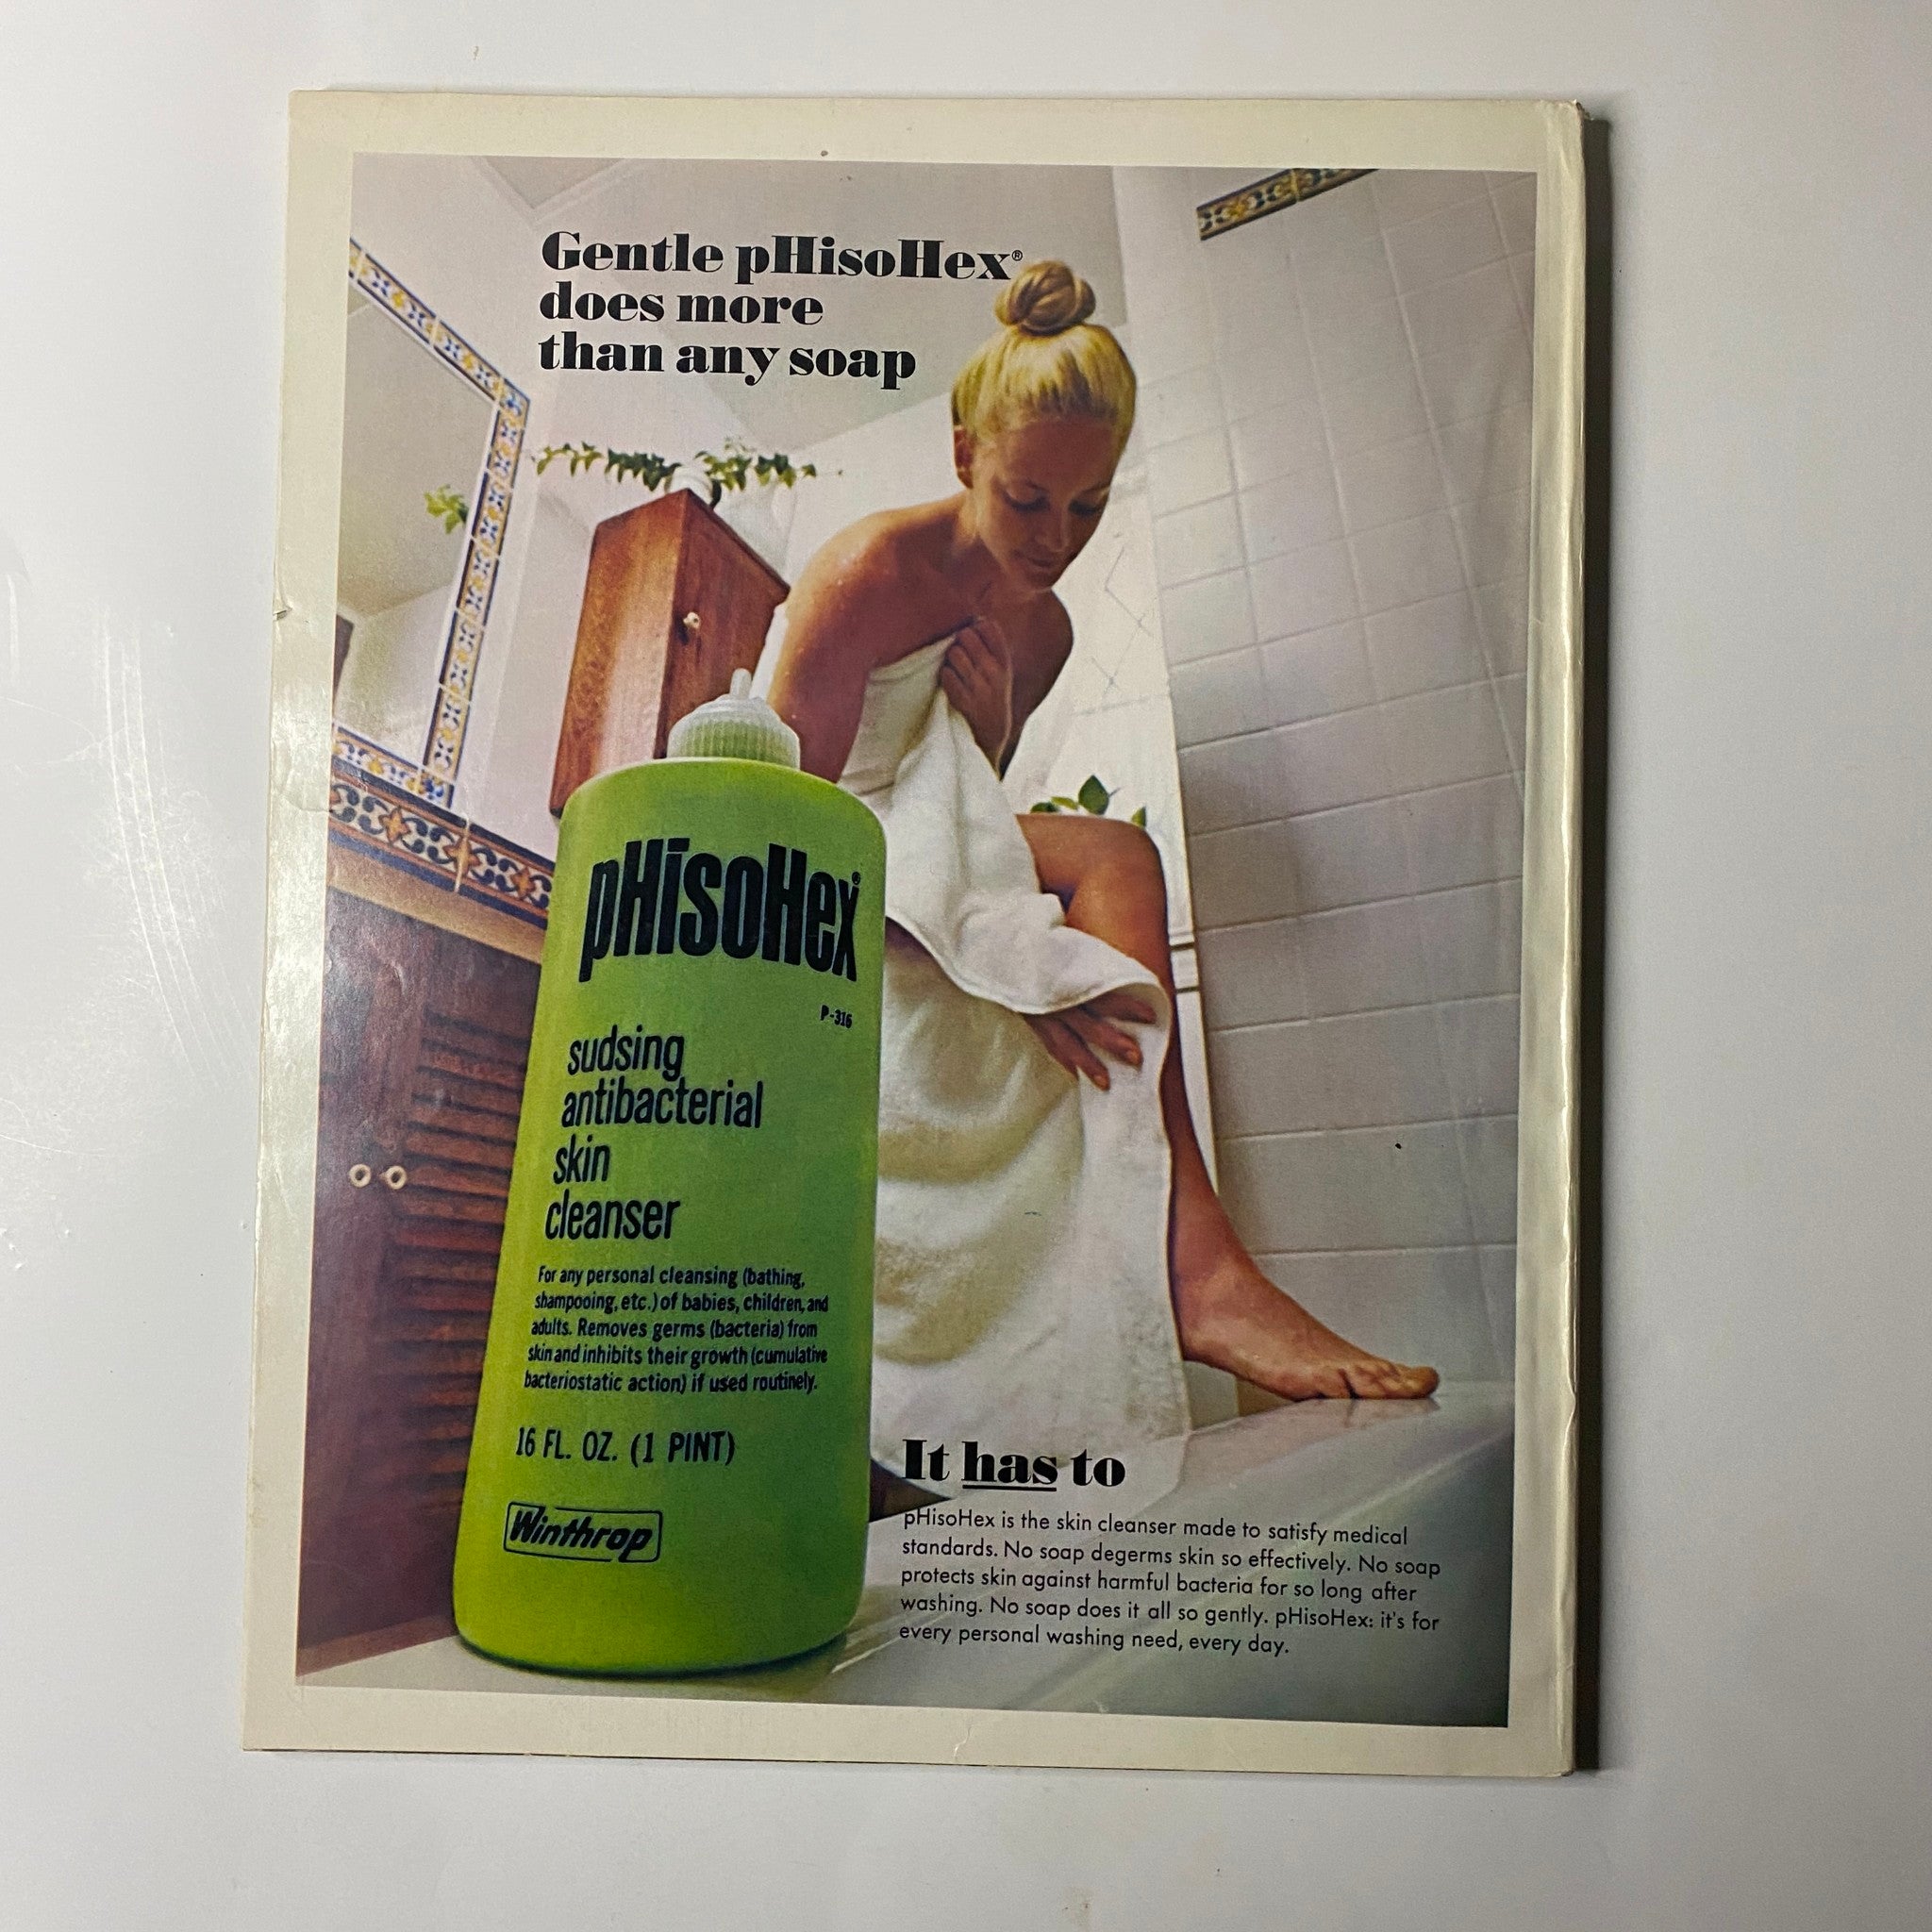 Gentle pHisoHex®
does more
than any soap
pHisoHex®
P-316
sudsing
antibacterial
skin
cleanser
For any personal cleansing (bathing,
shampooing, etc.) of babies, children, and
adults. Removes germs (bacteria) from
skin and inhibits their growth (cumulative
bacteriostatic action) if used routinely.
16 FL. OZ. (1 PINT)
Winthrop
It has to
pHisoHex is the skin cleanser made to satisfy medical
standards. No soap degerms skin so effectively. No soap
protects skin against harmful bacteria for so long after
washing. No soap does it all so gently. pHisoHex: it's for
every personal washing need, every day.